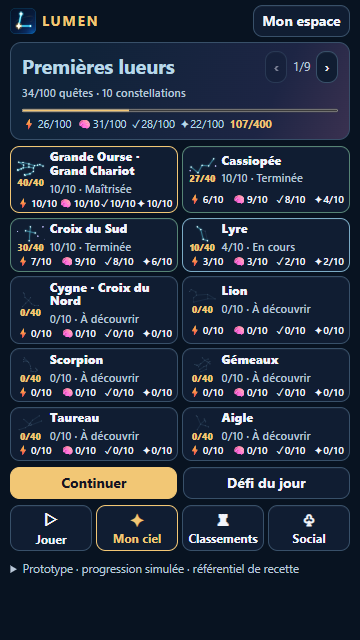 LUMEN
Mon espace
Premières lueurs
‹ 1/9 ›
34/100 quêtes · 10 constellations
26/100 31/100 ✓28/100 ✦22/100 107/400
Grande Ourse · Grand Chariot
40/40 10/10 · Maîtrisée
10/10 10/10 ✓10/10 ✦10/10
Cassiopée
27/40 10/10 · Terminée
6/10 9/10 ✓8/10 ✦4/10
Croix du Sud
30/40 10/10 · Terminée
7/10 9/10 ✓8/10 ✦6/10
Lyre
10/40 4/10 · En cours
3/10 3/10 ✓2/10 ✦2/10
Cygne · Croix du Nord
0/40 0/10 · À découvrir
0/10 0/10 ✓0/10 ✦0/10
Lion
0/40 0/10 · À découvrir
0/10 0/10 ✓0/10 ✦0/10
Scorpion
0/40 0/10 · À découvrir
0/10 0/10 ✓0/10 ✦0/10
Gémeaux
0/40 0/10 · À découvrir
0/10 0/10 ✓0/10 ✦0/10
Taureau
0/40 0/10 · À découvrir
0/10 0/10 ✓0/10 ✦0/10
Aigle
0/40 0/10 · À découvrir
0/10 0/10 ✓0/10 ✦0/10
Continuer
Défi du jour
Jouer
Mon ciel
Classements
Social
▶ Prototype · progression simulée · référentiel de recette